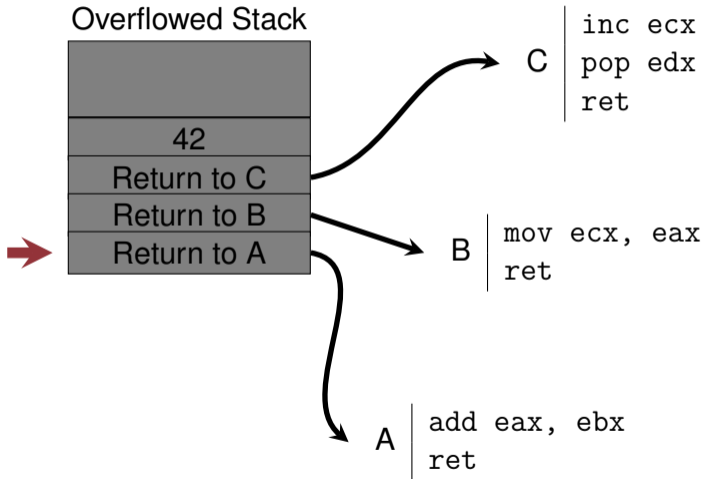 Overflowed Stack
42
Return to C
Return to B
Return to A
C
inc ecx
pop edx
ret
B
mov ecx, eax
ret
A
add eax, ebx
ret